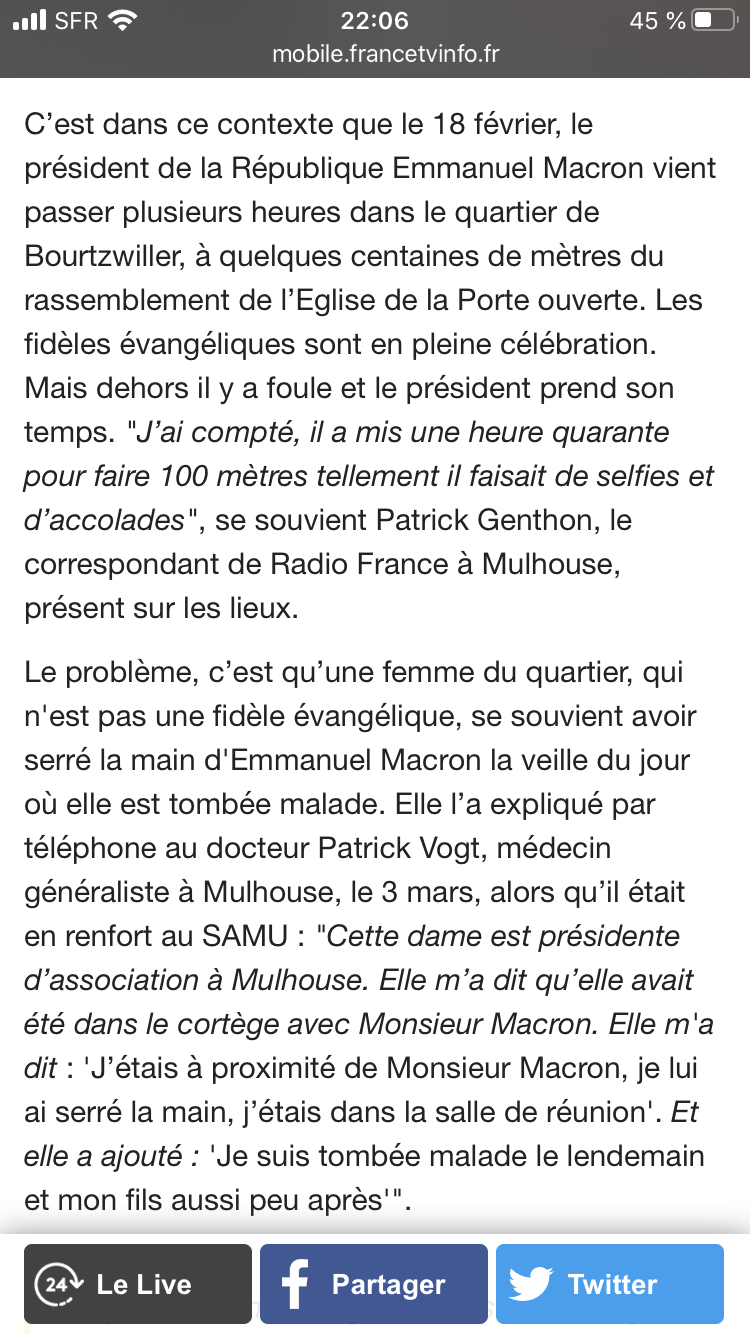 SFR 22:06 45 %
mobile.francetvinfo.fr
C’est dans ce contexte que le 18 février, le
président de la République Emmanuel Macron vient
passer plusieurs heures dans le quartier de
Bourtzwiller, à quelques centaines de mètres du
rassemblement de l’Eglise de la Porte ouverte. Les
fidèles évangéliques sont en pleine célébration.
Mais dehors il y a foule et le président prend son
temps. "J’ai compté, il a mis une heure quarante
pour faire 100 mètres tellement il faisait de selfies et
d’accolades", se souvient Patrick Genthon, le
correspondant de Radio France à Mulhouse,
présent sur les lieux.
Le problème, c’est qu’une femme du quartier, qui
n'est pas une fidèle évangélique, se souvient avoir
serré la main d'Emmanuel Macron la veille du jour
où elle est tombée malade. Elle l’a expliqué par
téléphone au docteur Patrick Vogt, médecin
généraliste à Mulhouse, le 3 mars, alors qu’il était
en renfort au SAMU : "Cette dame est présidente
d’association à Mulhouse. Elle m’a dit qu’elle avait
été dans le cortège avec Monsieur Macron. Elle m'a
dit : 'J’étais à proximité de Monsieur Macron, je lui
ai serré la main, j’étais dans la salle de réunion'. Et
elle a ajouté : 'Je suis tombée malade le lendemain
et mon fils aussi peu après'".
24 Le Live Partager Twitter